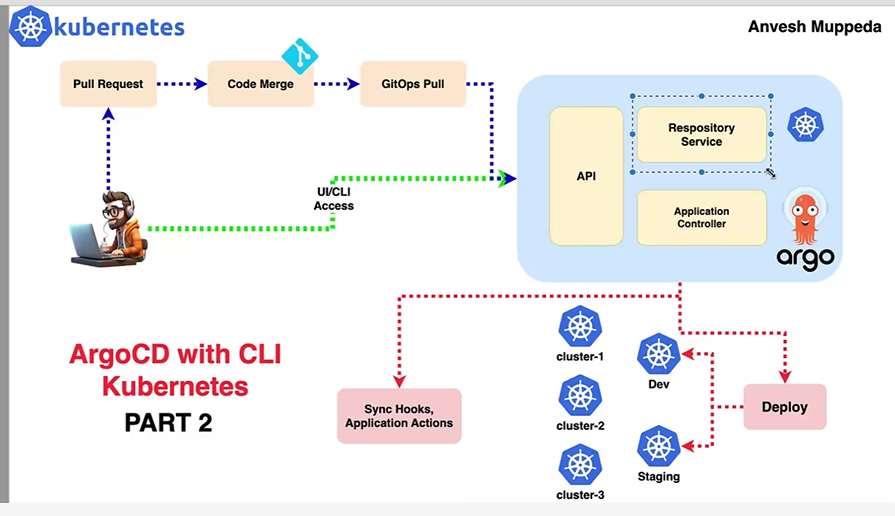 kubernetes
Anvesh Muppeda
Pull Request
Code Merge
GitOps Pull
API
Respository
Service
UI/CLI
Access
Application
Controller
argo
ArgoCD with CLI
Kubernetes
PART 2
Sync Hooks,
Application Actions
cluster-1
cluster-2
cluster-3
Dev
Staging
Deploy